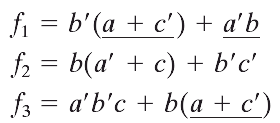 f₁ = b′(a + c′) + a′b
f₂ = b(a′ + c) + b′c′
f₃ = a′b′c + b(a + c′)